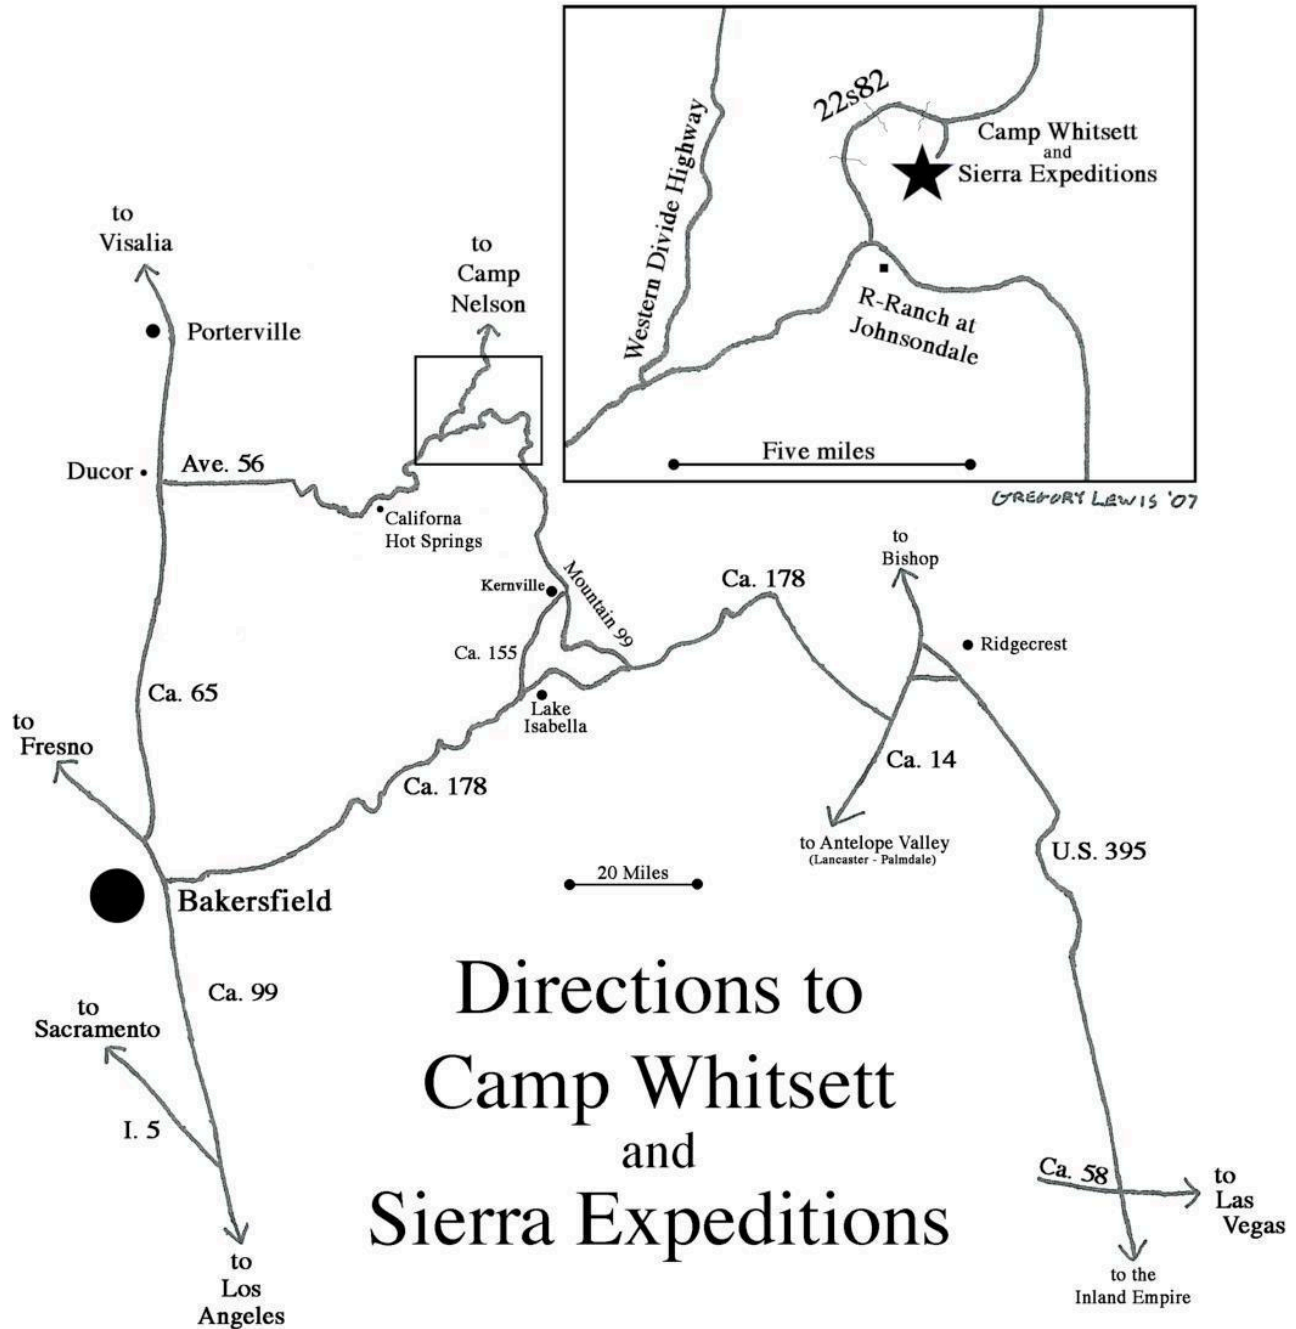 22s82
Camp Whitsett
and
Sierra Expeditions
Western Divide Highway
R-Ranch at
Johnsondale
Five miles
GREGORY LEWIS '07
to
Visalia
to
Camp
Nelson
Porterville
Ducor
Ave. 56
Californa
Hot Springs
to
Bishop
Kernville
Mountain 99
Ca. 178
Ridgecrest
Ca. 155
Ca. 65
Lake
Isabella
to
Fresno
Ca. 178
Ca. 14
to Antelope Valley
(Lancaster - Palmdale)
U.S. 395
20 Miles
Bakersfield
Ca. 99
to
Sacramento
I. 5
Directions to
Camp Whitsett
and
Sierra Expeditions
Ca. 58
to
Las
Vegas
to
Los
Angeles
to the
Inland Empire